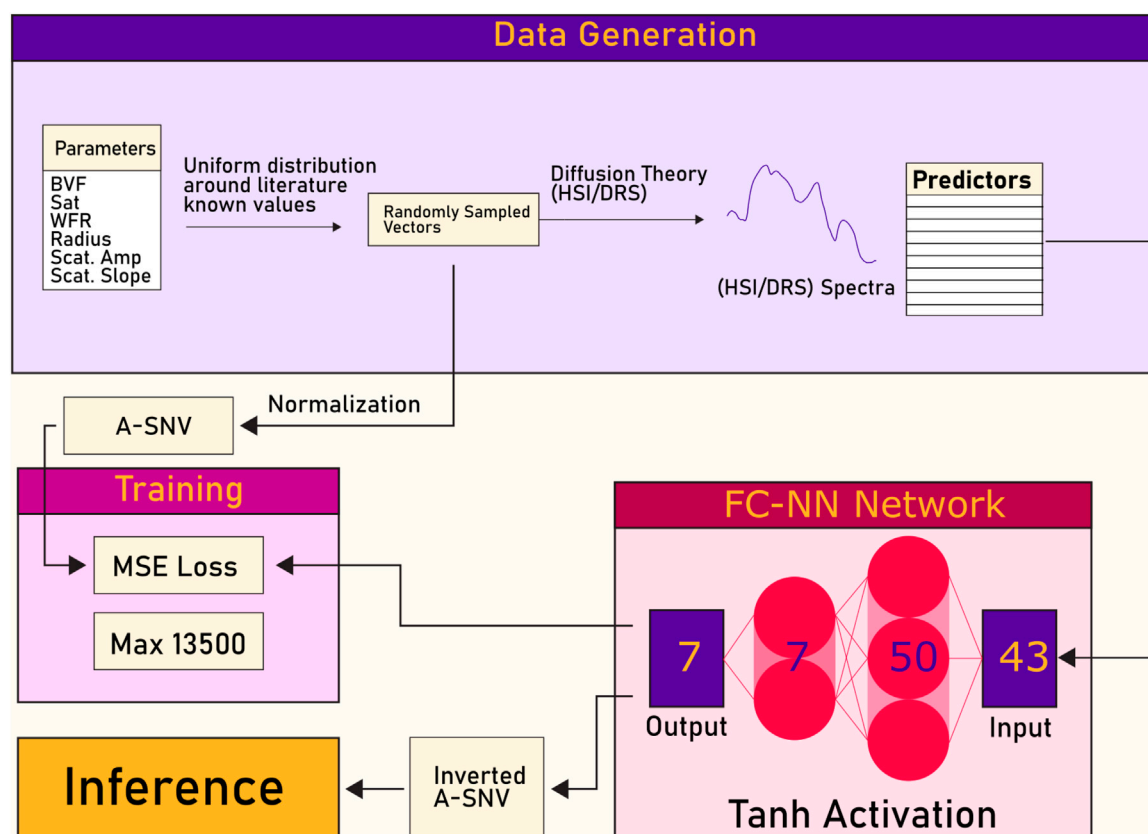 Data Generation
Parameters
BVF
Sat
WFR
Radius
Scat. Amp
Scat. Slope
Uniform distribution
around literature
known values
Randomly Sampled
Vectors
Diffusion Theory
(HSI/DRS)
(HSI/DRS) Spectra
Predictors
Normalization
A-SNV
Training
MSE Loss
Max 13500
FC-NN Network
7
7
50
43
Output
Input
Tanh Activation
Inverted
A-SNV
Inference